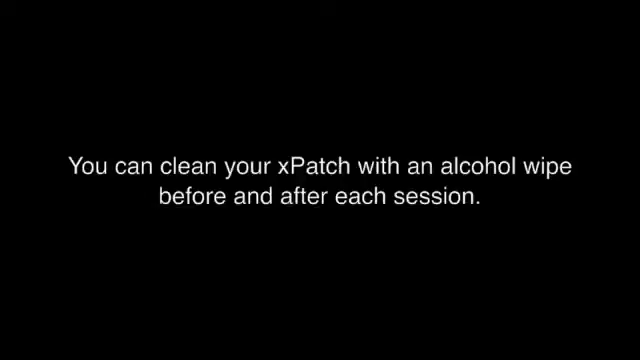 You can clean your xPatch with an alcohol wipe
before and after each session.